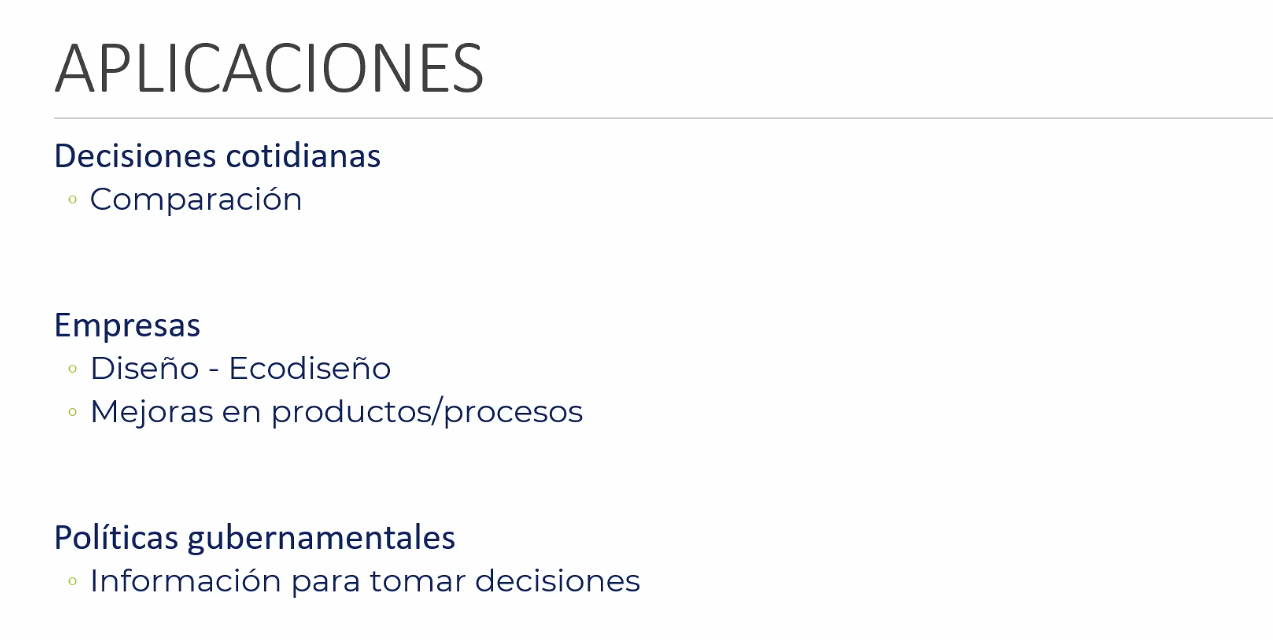 APLICACIONES
Decisiones cotidianas
Comparación
Empresas
Diseño - Ecodiseño
Mejoras en productos/procesos
Políticas gubernamentales
Información para tomar decisiones